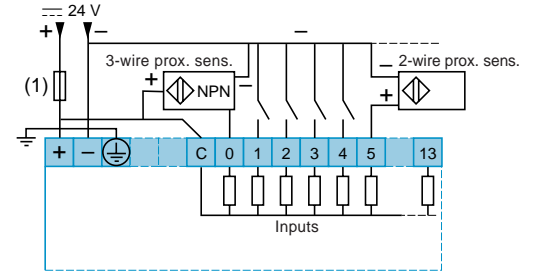 ⎓ 24 V
+ − −
3-wire prox. sens. − 2-wire prox. sens.
(1) + NPN − +
+ − C 0 1 2 3 4 5 13
Inputs